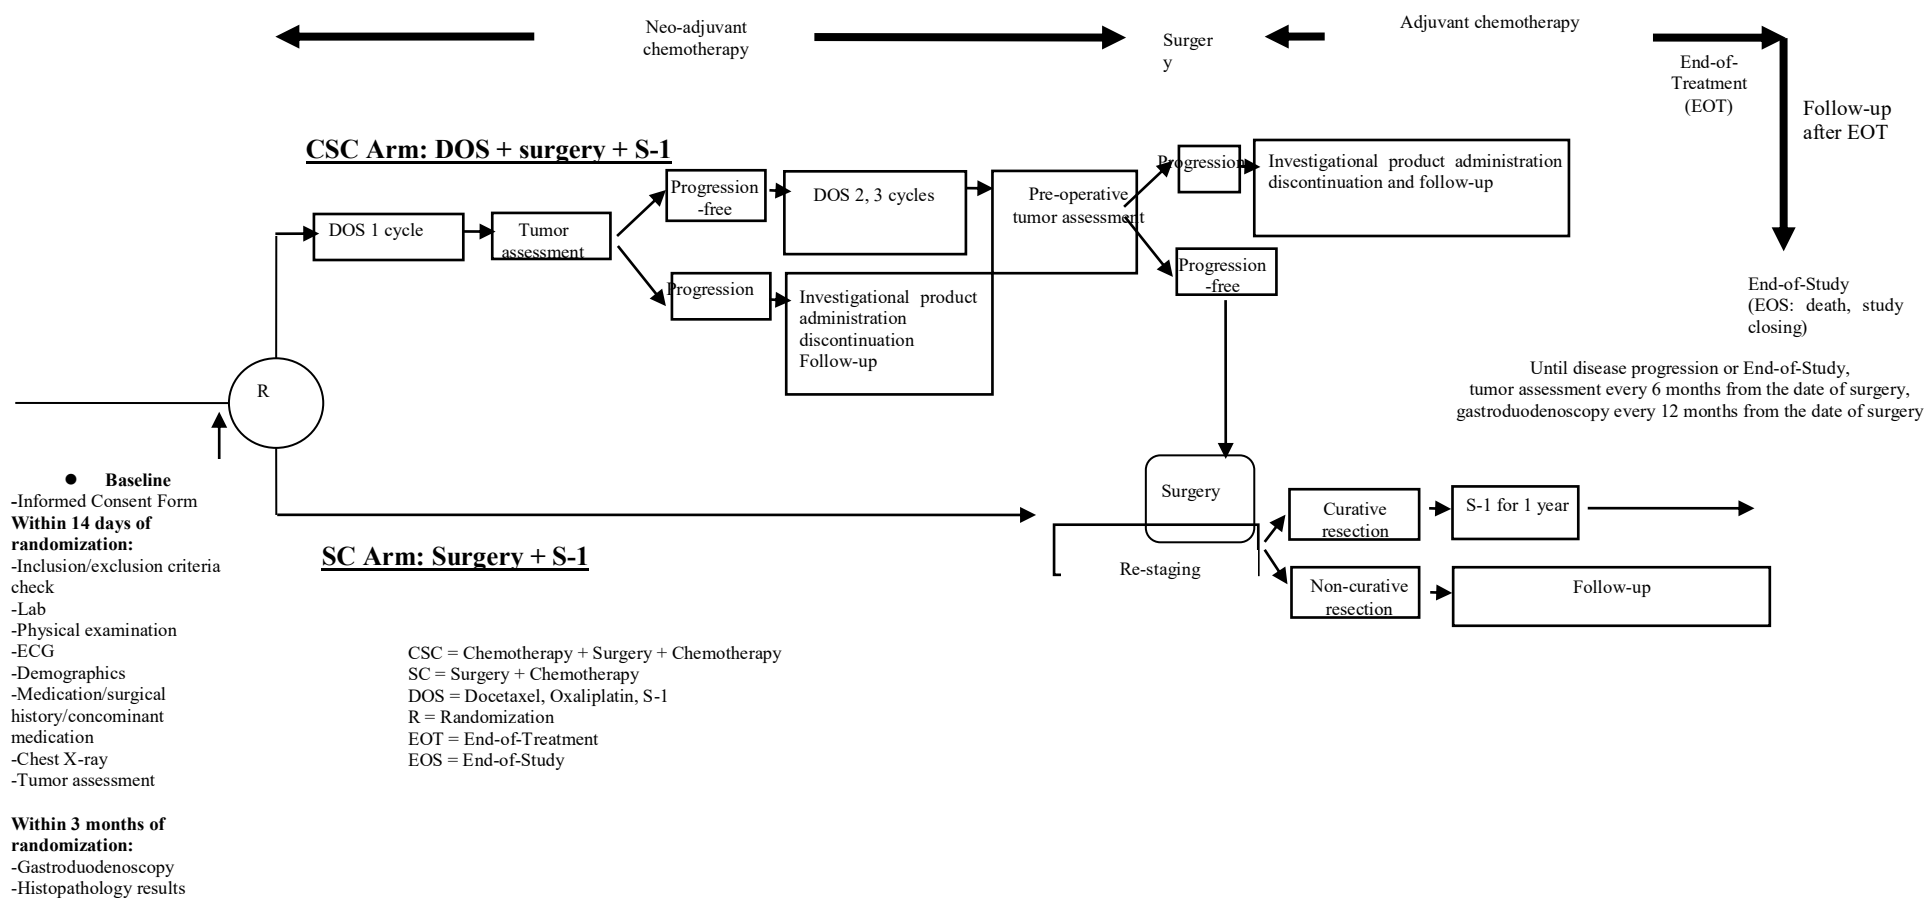 Neo-adjuvant
chemotherapy
Surger
y
Adjuvant chemotherapy
End-of-
Treatment
(EOT)
Follow-up
after EOT
CSC Arm: DOS + surgery + S-1
DOS 1 cycle
Tumor
assessment
Progression
-free
DOS 2, 3 cycles
Pre-operative
tumor assessment
Progression
Investigational product administration
discontinuation and follow-up
Progression
Investigational product
administration
discontinuation
Follow-up
Progression
-free
End-of-Study
(EOS: death, study
closing)
Until disease progression or End-of-Study,
tumor assessment every 6 months from the date of surgery,
gastroduodenoscopy every 12 months from the date of surgery
R
● Baseline
-Informed Consent Form
Within 14 days of
randomization:
-Inclusion/exclusion criteria
check
-Lab
-Physical examination
-ECG
-Demographics
-Medication/surgical
history/concominant
medication
-Chest X-ray
-Tumor assessment
Within 3 months of
randomization:
-Gastroduodenoscopy
-Histopathology results
SC Arm: Surgery + S-1
Surgery
Re-staging
Curative
resection
S-1 for 1 year
Non-curative
resection
Follow-up
CSC = Chemotherapy + Surgery + Chemotherapy
SC = Surgery + Chemotherapy
DOS = Docetaxel, Oxaliplatin, S-1
R = Randomization
EOT = End-of-Treatment
EOS = End-of-Study